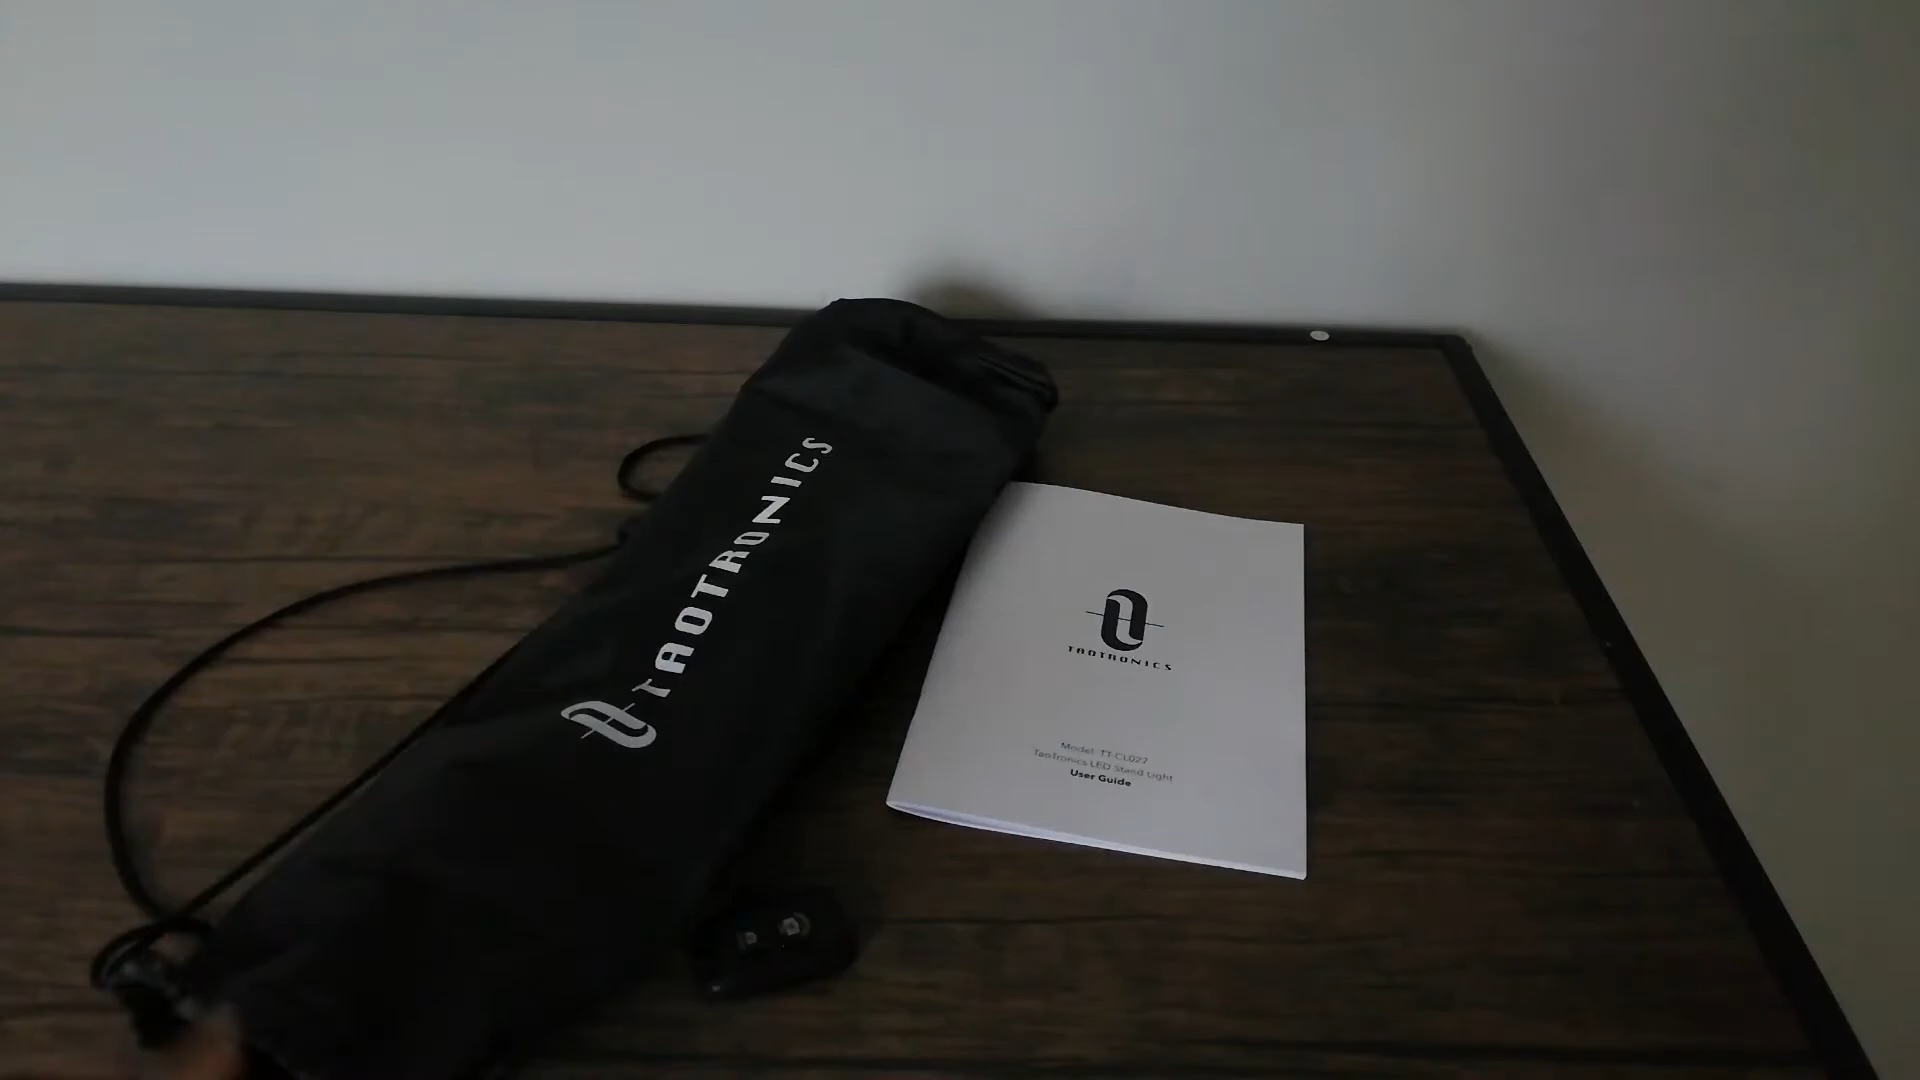 TAOTRONICS
TAOTRONICS
Model: TT-CL027
TaoTronics LED Stand Light
User Guide